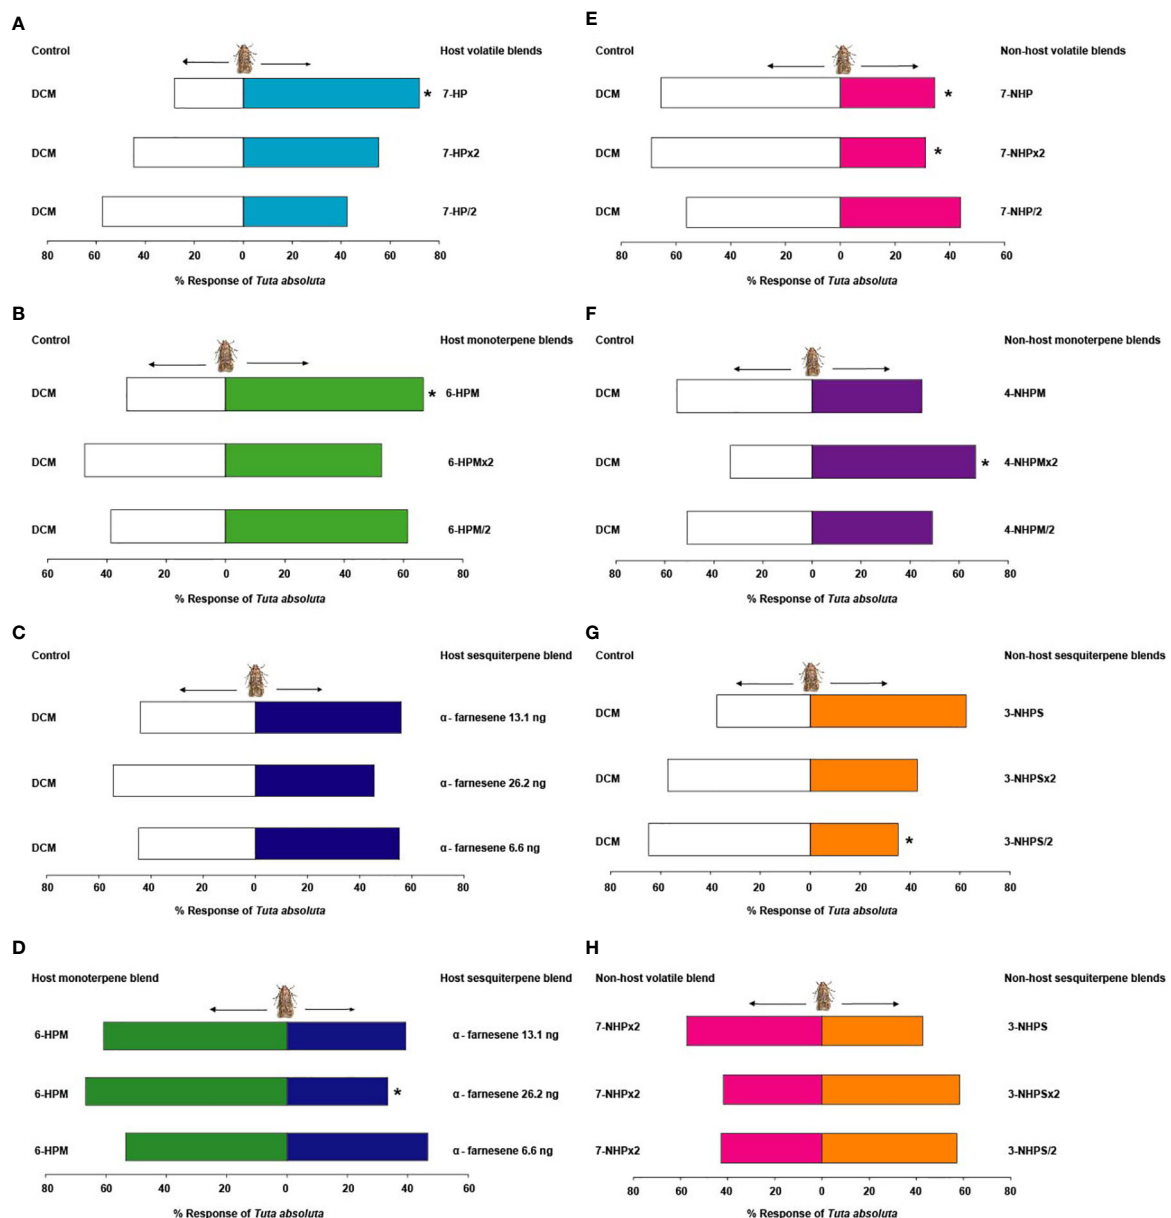 A
Control Host volatile blends
DCM * 7-HP
DCM 7-HPx2
DCM 7-HP/2
80 60 40 20 0 20 40 60 80
% Response of Tuta absoluta
B
Control Host monoterpene blends
DCM * 6-HPM
DCM 6-HPMx2
DCM 6-HPM/2
60 40 20 0 20 40 60 80
% Response of Tuta absoluta
C
Control Host sesquiterpene blend
DCM α - farnesene 13.1 ng
DCM α - farnesene 26.2 ng
DCM α - farnesene 6.6 ng
80 60 40 20 0 20 40 60 80
% Response of Tuta absoluta
D
Host monoterpene blend Host sesquiterpene blend
6-HPM α - farnesene 13.1 ng
6-HPM * α - farnesene 26.2 ng
6-HPM α - farnesene 6.6 ng
80 60 40 20 0 20 40 60
% Response of Tuta absoluta
E
Control Non-host volatile blends
DCM * 7-NHP
DCM * 7-NHPx2
DCM 7-NHP/2
80 60 40 20 0 20 40 60
% Response of Tuta absoluta
F
Control Non-host monoterpene blends
DCM 4-NHPM
DCM * 4-NHPMx2
DCM 4-NHPM/2
80 60 40 20 0 20 40 60 80
% Response of Tuta absoluta
G
Control Non-host sesquiterpene blends
DCM 3-NHPS
DCM 3-NHPSx2
DCM * 3-NHPS/2
80 60 40 20 0 20 40 60 80
% Response of Tuta absoluta
H
Non-host volatile blend Non-host sesquiterpene blends
7-NHPx2 3-NHPS
7-NHPx2 3-NHPSx2
7-NHPx2 3-NHPS/2
80 60 40 20 0 20 40 60 80
% Response of Tuta absoluta